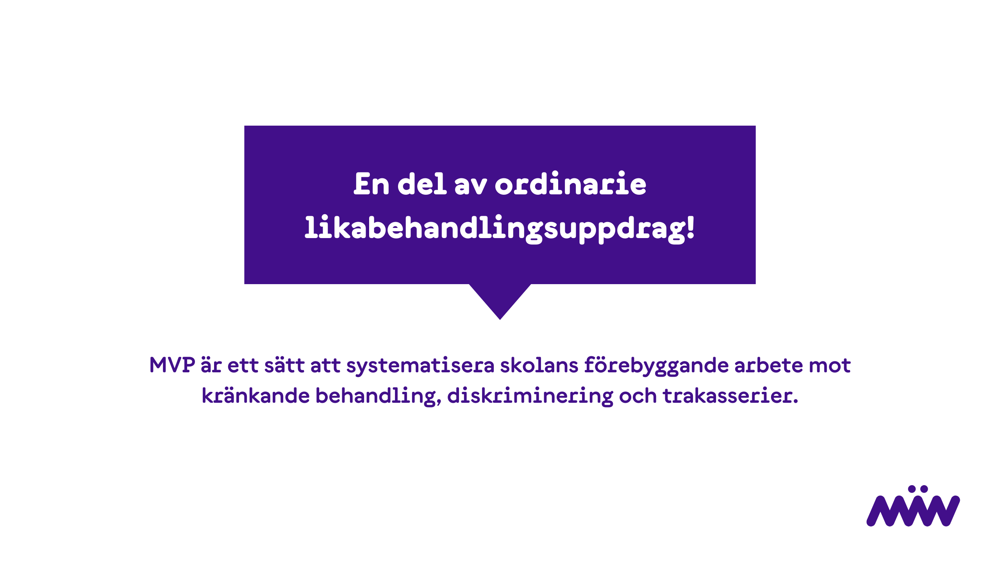 En del av ordinarie
likabehandlingsuppdrag!
MVP är ett sätt att systematisera skolans förebyggande arbete mot
kränkande behandling, diskriminering och trakasserier.